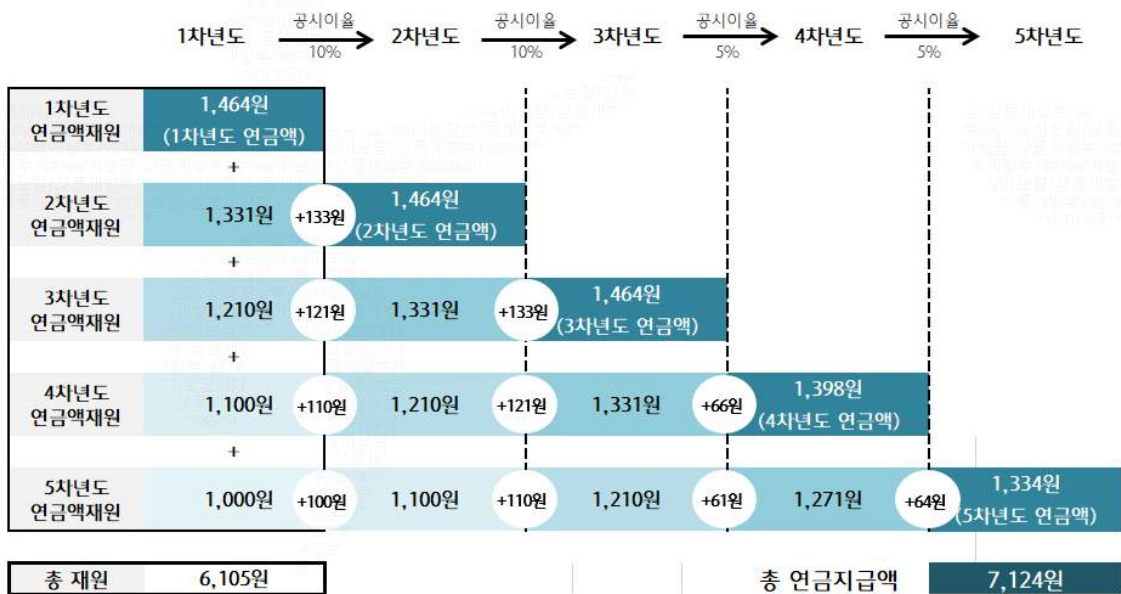 공시이율 공시이율 공시이율 공시이율
1차년도 2차년도 3차년도 4차년도 5차년도
10% 10% 5% 5%
1차년도 1,464원
연금액재원 (1차년도 연금액)
+
2차년도 1,464원
1,331원 +133원
연금액재원 (2차년도 연금액)
+
3차년도 1,464원
1,210원 +121원 1,331원 +133원
연금액재원 (3차년도 연금액)
+
4차년도 1,398원
1,100원 +110원 1,210원 +121원 1,331원 +66원
연금액재원 (4차년도 연금액)
+
5차년도 1,334원
1,000원 +100원 1,100원 +110원 1,210원 +61원 1,271원 +64원
연금액재원 (5차년도 연금액)
총 재원 6,105원 총 연금지급액 7,124원